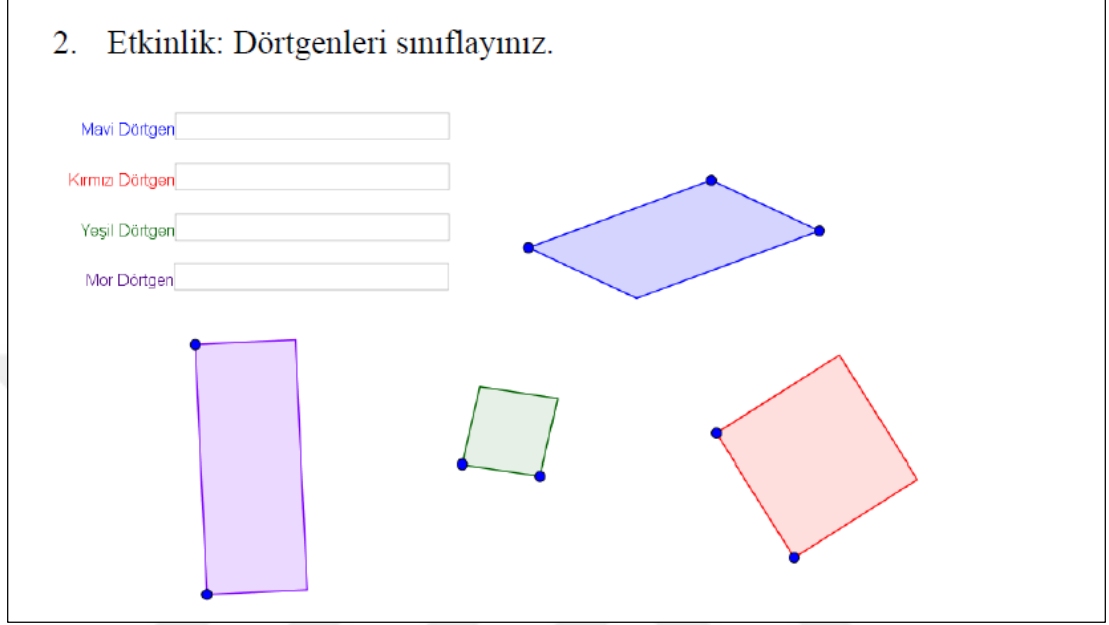 2. Etkinlik: Dörtgenleri sınıflayınız.
Mavi Dörtgen
Kırmızı Dörtgen
Yeşil Dörtgen
Mor Dörtgen